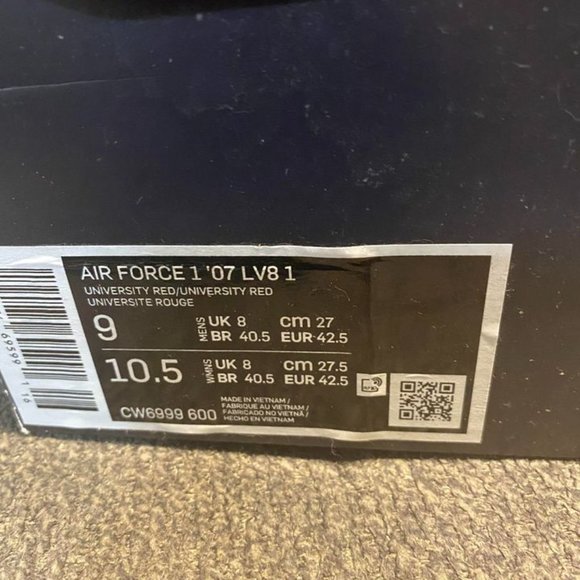 AIR FORCE 1 '07 LV8 1
UNIVERSITY RED/UNIVERSITY RED
UNIVERSITE ROUGE
9 MENS UK 8 cm 27
BR 40.5 EUR 42.5
10.5 WMNS UK 8 cm 27.5
BR 40.5 EUR 42.5
CW6999 600
MADE IN VIETNAM /
FABRIQUE AU VIETNAM /
FABRICADO NO VIETNÃ /
HECHO EN VIETNAM